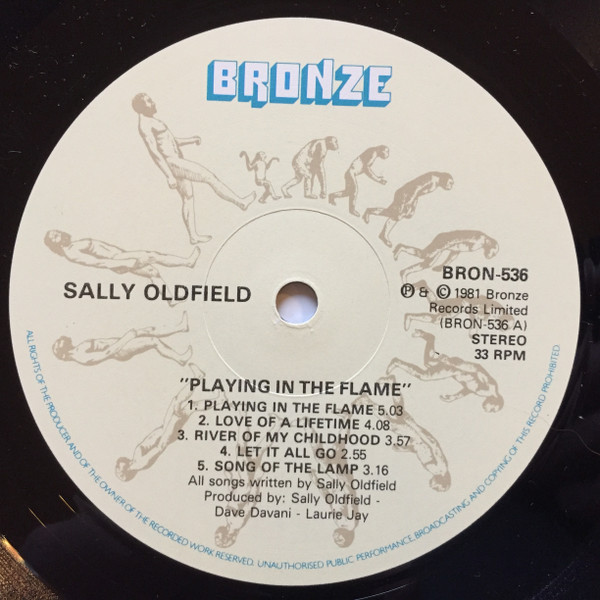 BRONZE
SALLY OLDFIELD
BRON-536
℗ & © 1981 Bronze
Records Limited
(BRON-536 A)
STEREO
33 RPM
"PLAYING IN THE FLAME"
1. PLAYING IN THE FLAME 5.03
2. LOVE OF A LIFETIME 4.08
3. RIVER OF MY CHILDHOOD 3.57
4. LET IT ALL GO 2.55
5. SONG OF THE LAMP 3.16
All songs written by Sally Oldfield
Produced by: Sally Oldfield -
Dave Davani - Laurie Jay
ALL RIGHTS OF THE PRODUCER AND OF THE OWNER OF THE RECORDED WORK RESERVED. UNAUTHORISED PUBLIC PERFORMANCE, BROADCASTING AND COPYING OF THIS RECORD PROHIBITED.